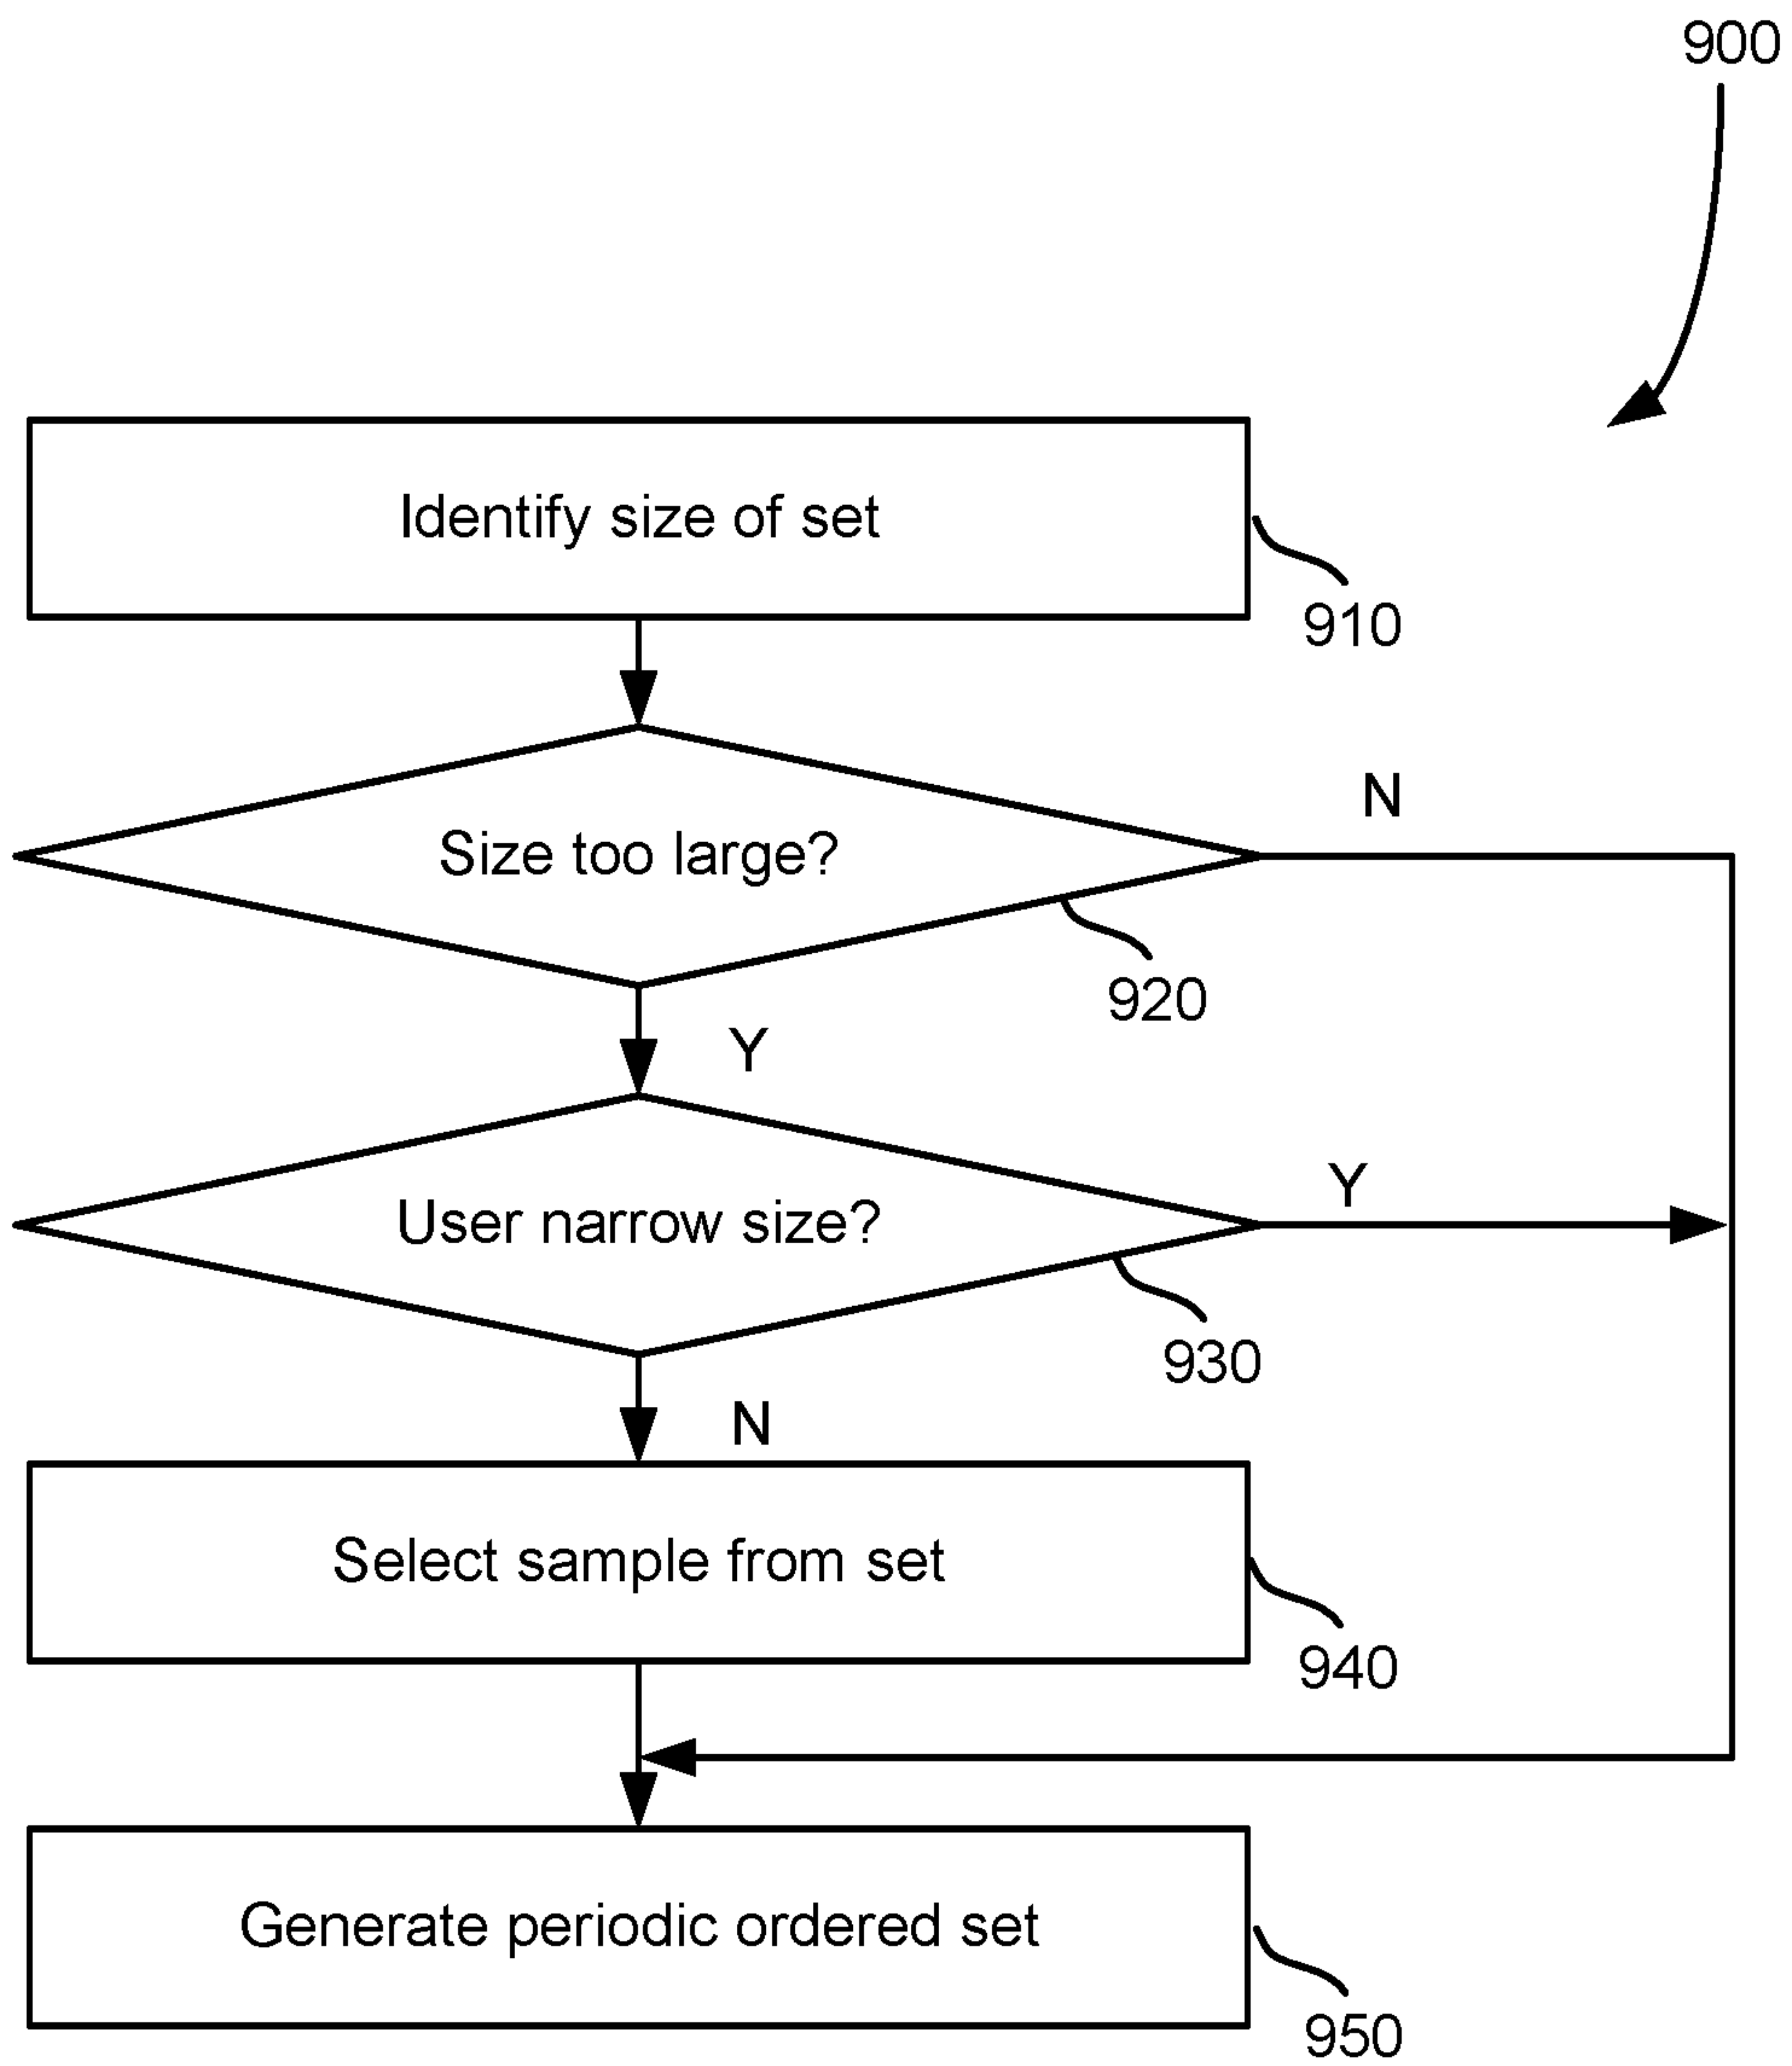 900
Identify size of set
910
N
Size too large?
920
Y
Y
User narrow size?
930
N
Select sample from set
940
Generate periodic ordered set
950